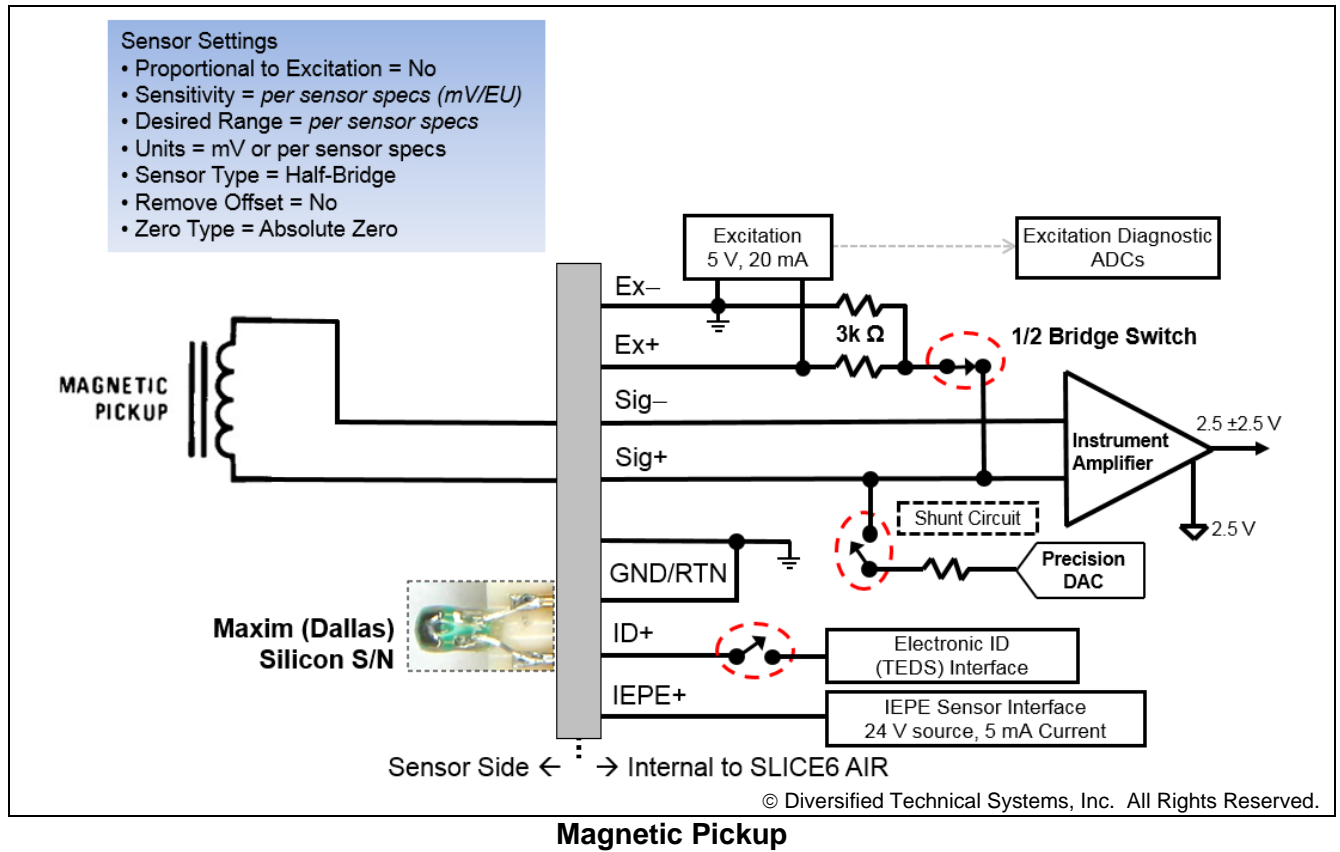 Sensor Settings
• Proportional to Excitation = No
• Sensitivity = per sensor specs (mV/EU)
• Desired Range = per sensor specs
• Units = mV or per sensor specs
• Sensor Type = Half-Bridge
• Remove Offset = No
• Zero Type = Absolute Zero
Excitation
5 V, 20 mA
Excitation Diagnostic
ADCs
Ex–
3k Ω
1/2 Bridge Switch
Ex+
MAGNETIC
PICKUP
Sig–
Sig+
Instrument
Amplifier
2.5 ±2.5 V
2.5 V
Shunt Circuit
Precision
DAC
GND/RTN
Maxim (Dallas)
Silicon S/N
ID+
Electronic ID
(TEDS) Interface
IEPE+
IEPE Sensor Interface
24 V source, 5 mA Current
Sensor Side ← → Internal to SLICE6 AIR
© Diversified Technical Systems, Inc. All Rights Reserved.
Magnetic Pickup